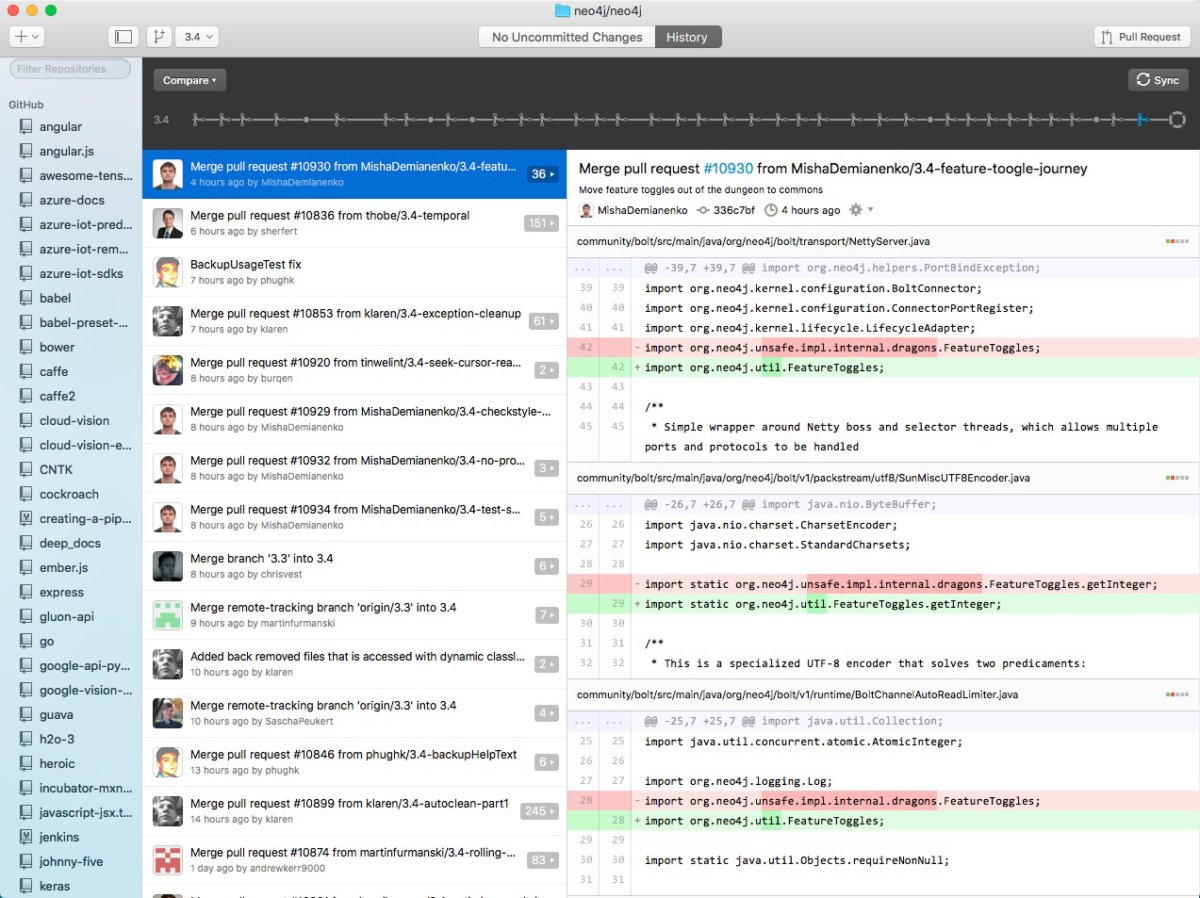 neo4j/neo4j
3.4
No Uncommitted Changes
History
Pull Request
Filter Repositories
GitHub
angular
angular.js
awesome-tens...
azure-docs
azure-iot-pred...
azure-iot-rem...
azure-iot-sdks
babel
babel-preset-...
bower
caffe
caffe2
cloud-vision
cloud-vision-e...
CNTK
cockroach
creating-a-pip...
deep_docs
ember.js
express
gluon-api
go
google-api-py...
google-vision-...
guava
h2o-3
heroic
incubator-mxn...
javascript-jsx.t...
jenkins
johnny-five
keras
Compare
Sync
3.4
Merge pull request #10930 from MishaDemianenko/3.4-featu...
4 hours ago by MishaDemianenko
36
Merge pull request #10836 from thobe/3.4-temporal
6 hours ago by sherfert
151
BackupUsageTest fix
7 hours ago by phughk
Merge pull request #10853 from klaren/3.4-exception-cleanup
7 hours ago by klaren
61
Merge pull request #10920 from tinwelint/3.4-seek-cursor-rea...
8 hours ago by burqen
2
Merge pull request #10929 from MishaDemianenko/3.4-checkstyle-...
8 hours ago by MishaDemianenko
Merge pull request #10932 from MishaDemianenko/3.4-no-pro...
8 hours ago by MishaDemianenko
3
Merge pull request #10934 from MishaDemianenko/3.4-test-s...
8 hours ago by MishaDemianenko
5
Merge branch '3.3' into 3.4
8 hours ago by chrisvest
6
Merge remote-tracking branch 'origin/3.3' into 3.4
9 hours ago by martinfurmanski
7
Added back removed files that is accessed with dynamic classl...
10 hours ago by klaren
2
Merge remote-tracking branch 'origin/3.3' into 3.4
10 hours ago by SaschaPeukert
4
Merge pull request #10846 from phughk/3.4-backupHelpText
13 hours ago by phughk
6
Merge pull request #10899 from klaren/3.4-autoclean-part1
14 hours ago by klaren
245
Merge pull request #10874 from martinfurmanski/3.4-rolling-...
1 day ago by andrewkerr9000
83
Merge pull request #10930 from MishaDemianenko/3.4-feature-toogle-journey
Move feature toggles out of the dungeon to commons
MishaDemianenko 336c7bf 4 hours ago
community/bolt/src/main/java/org/neo4j/bolt/transport/NettyServer.java
... ... @@ -39,7 +39,7 @@ import org.neo4j.helpers.PortBindException;
39 39 import org.neo4j.kernel.configuration.BoltConnector;
40 40 import org.neo4j.kernel.configuration.ConnectorPortRegister;
41 41 import org.neo4j.kernel.lifecycle.LifecycleAdapter;
42 - import org.neo4j.unsafe.impl.internal.dragons.FeatureToggles;
42 + import org.neo4j.util.FeatureToggles;
43 43
44 44 /**
45 45 * Simple wrapper around Netty boss and selector threads, which allows multiple
ports and protocols to be handled
community/bolt/src/main/java/org/neo4j/bolt/v1/packstream/utf8/SunMiscUTF8Encoder.java
... ... @@ -26,7 +26,7 @@ import java.nio.ByteBuffer;
26 26 import java.nio.charset.CharsetEncoder;
27 27 import java.nio.charset.StandardCharsets;
28 28
29 - import static org.neo4j.unsafe.impl.internal.dragons.FeatureToggles.getInteger;
29 + import static org.neo4j.util.FeatureToggles.getInteger;
30 30
31 31 /**
32 32 * This is a specialized UTF-8 encoder that solves two predicaments:
community/bolt/src/main/java/org/neo4j/bolt/v1/runtime/BoltChannelAutoReadLimiter.java
... ... @@ -25,7 +25,7 @@ import java.util.Collection;
25 25 import java.util.concurrent.atomic.AtomicInteger;
26 26
27 27 import org.neo4j.logging.Log;
28 - import org.neo4j.unsafe.impl.internal.dragons.FeatureToggles;
28 + import org.neo4j.util.FeatureToggles;
29 29
30 30 import static java.util.Objects.requireNonNull;
31 31